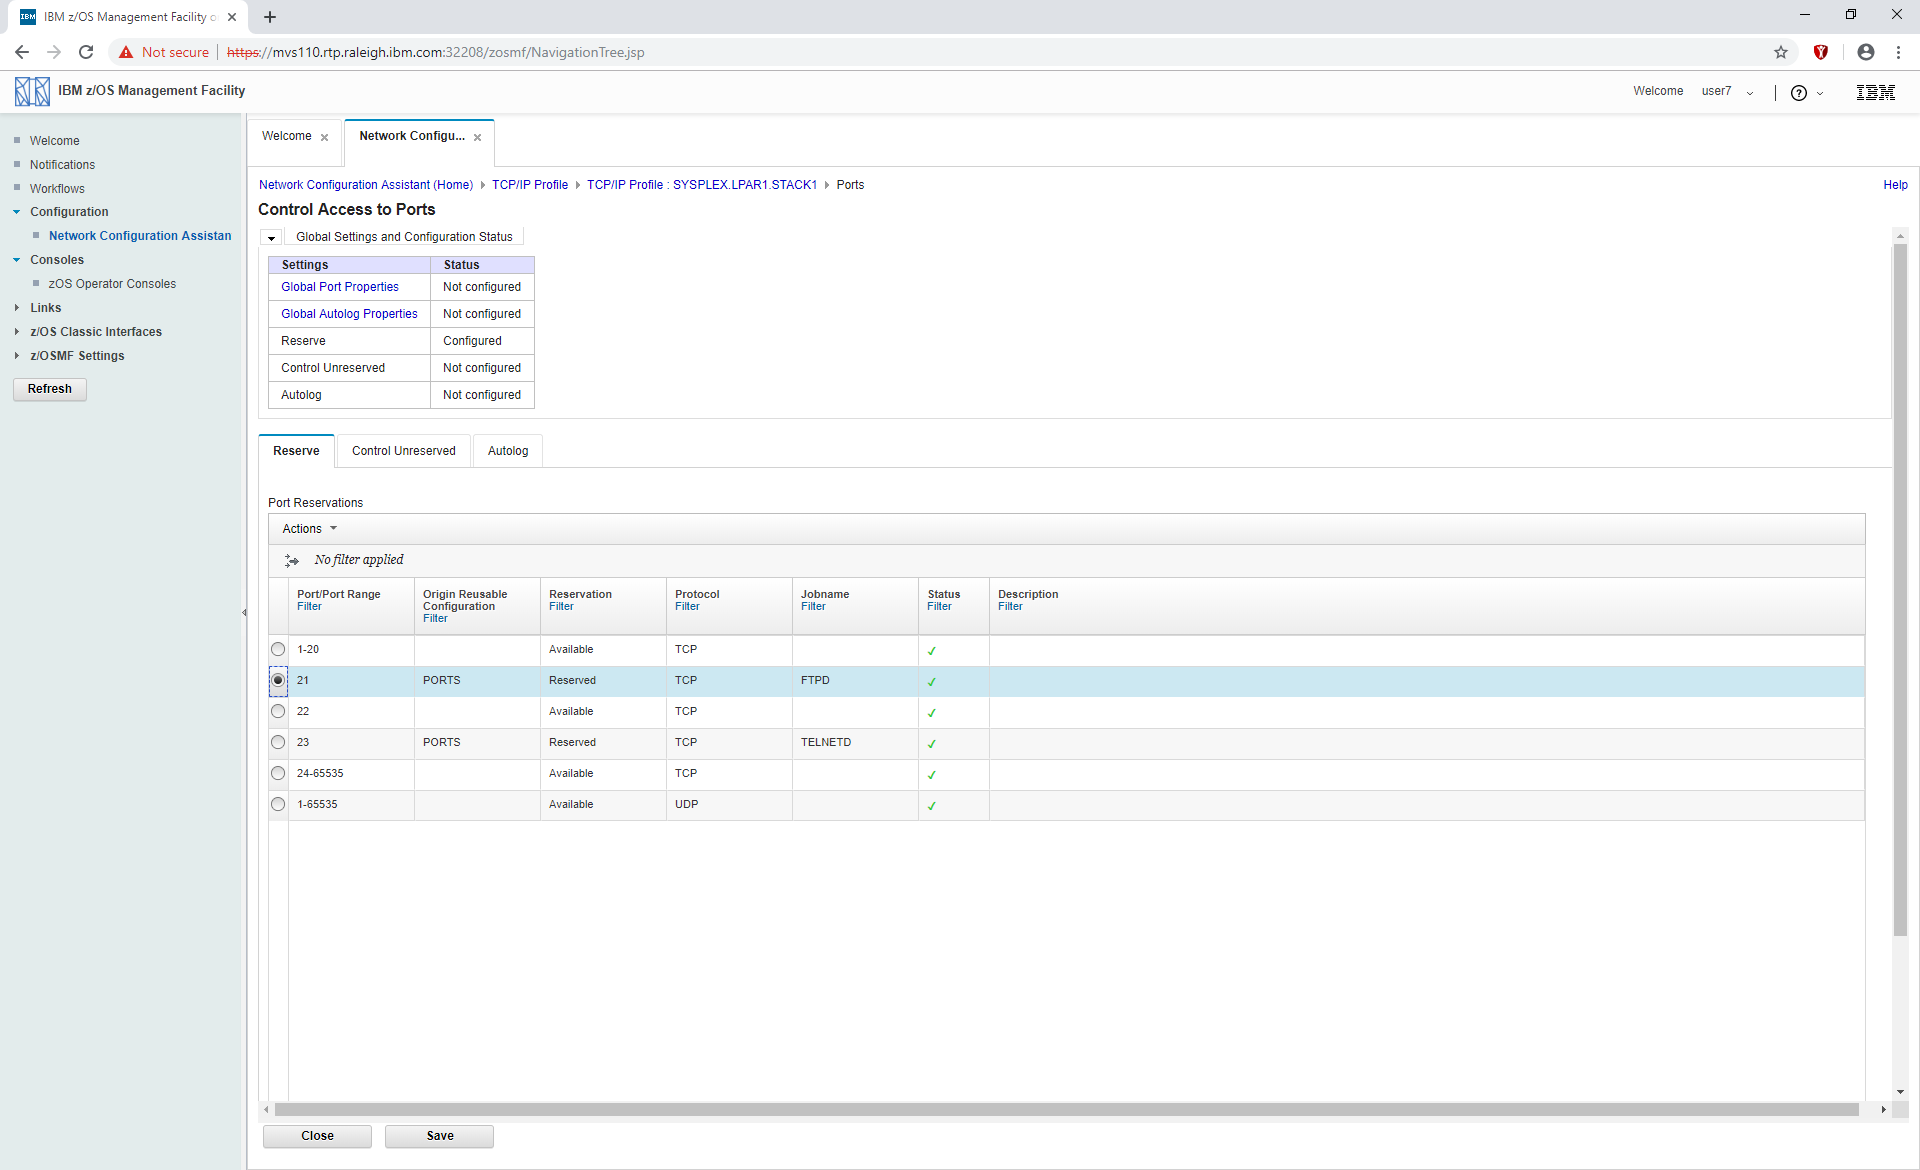 IBM z/OS Management Facility o
Not secure https://mvs110.rtp.raleigh.ibm.com:32208/zosmf/NavigationTree.jsp
IBM z/OS Management Facility
Welcome user7
IBM
Welcome
Notifications
Workflows
Configuration
Network Configuration Assistan
Consoles
zOS Operator Consoles
Links
z/OS Classic Interfaces
z/OSMF Settings
Refresh
Welcome Network Configu...
Network Configuration Assistant (Home) TCP/IP Profile TCP/IP Profile : SYSPLEX.LPAR1.STACK1 Ports Help
Control Access to Ports
Global Settings and Configuration Status
Settings Status
Global Port Properties Not configured
Global Autolog Properties Not configured
Reserve Configured
Control Unreserved Not configured
Autolog Not configured
Reserve Control Unreserved Autolog
Port Reservations
Actions
No filter applied
Port/Port Range Origin Reusable Configuration Reservation Protocol Jobname Status Description
Filter Filter Filter Filter Filter Filter Filter
1-20 Available TCP
21 PORTS Reserved TCP FTPD
22 Available TCP
23 PORTS Reserved TCP TELNETD
24-65535 Available TCP
1-65535 Available UDP
Close Save